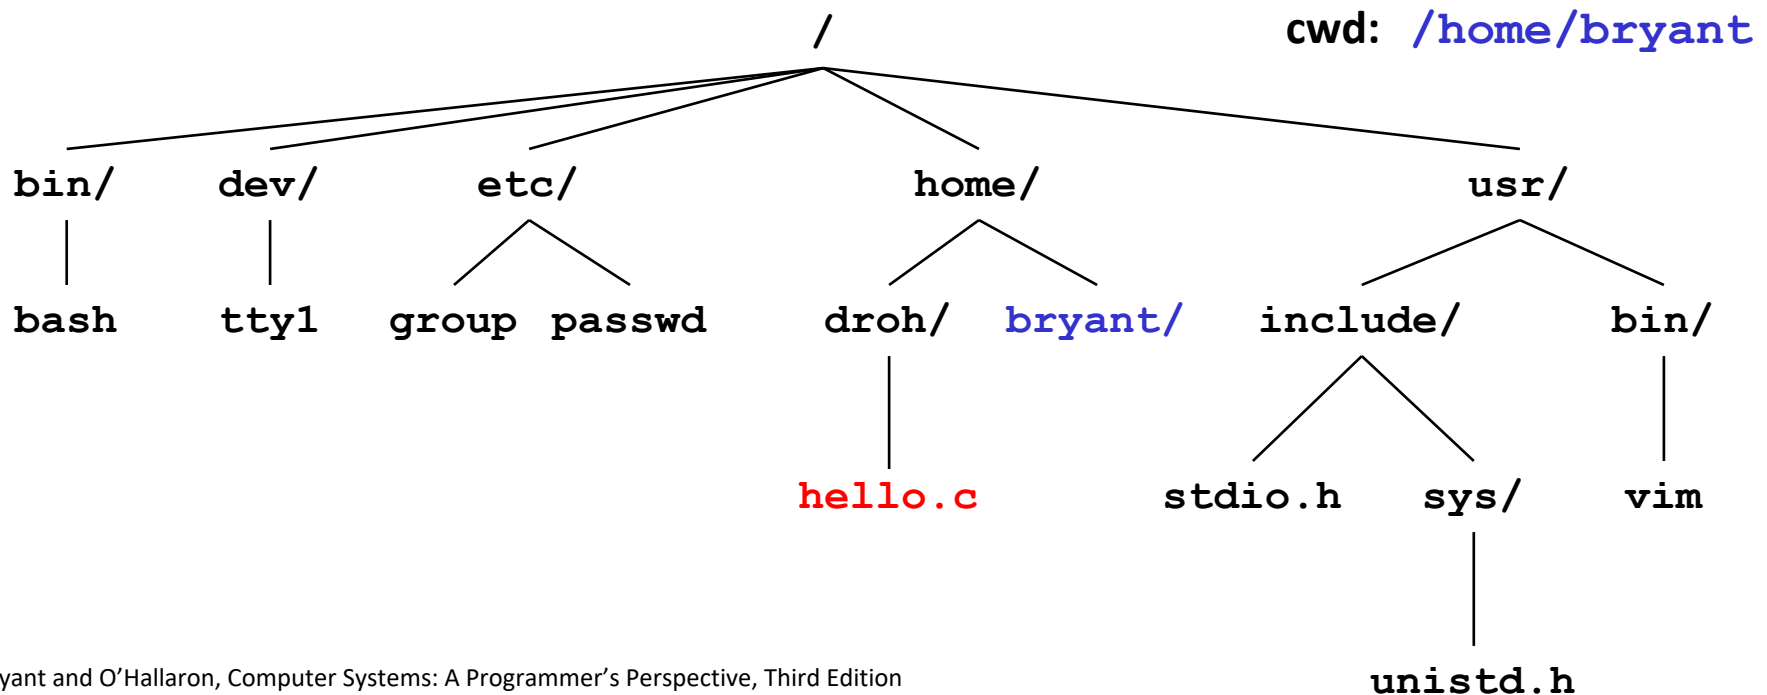 /
cwd: /home/bryant
bin/ dev/ etc/ home/ usr/
bash tty1 group passwd droh/ bryant/ include/ bin/
hello.c stdio.h sys/ vim
unistd.h
yant and O'Hallaron, Computer Systems: A Programmer's Perspective, Third Edition